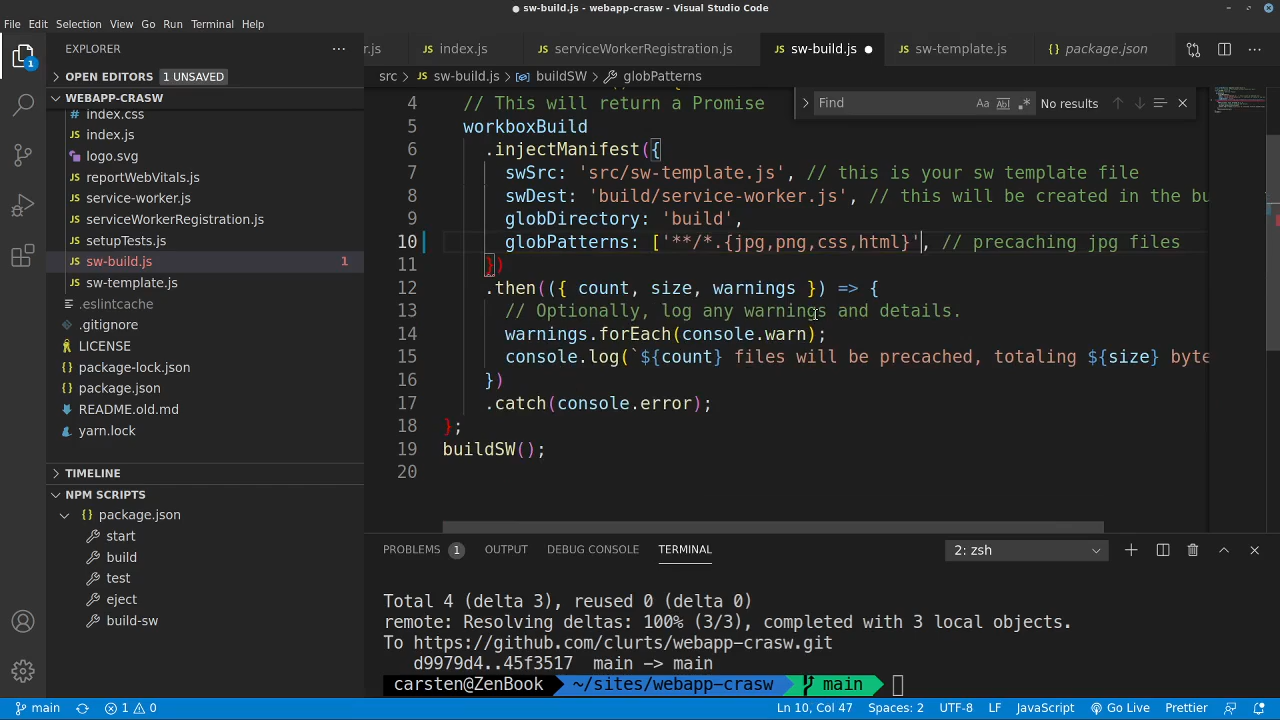 sw-build.js - webapp-crasw - Visual Studio Code
File Edit Selection View Go Run Terminal Help
EXPLORER
r.js index.js serviceWorkerRegistration.js sw-build.js sw-template.js package.json
OPEN EDITORS 1 UNSAVED
src > sw-build.js > buildSW > globPatterns
WEBAPP-CRASW
index.css
index.js
logo.svg
reportWebVitals.js
service-worker.js
serviceWorkerRegistration.js
setupTests.js
sw-build.js 1
sw-template.js
.eslintcache
.gitignore
LICENSE
package-lock.json
package.json
README.old.md
yarn.lock
TIMELINE
NPM SCRIPTS
package.json
start
build
test
eject
build-sw
1
Find Aa Ab .* No results
4 // This will return a Promise
5 workboxBuild
6 .injectManifest({
7 swSrc: 'src/sw-template.js', // this is your sw template file
8 swDest: 'build/service-worker.js', // this will be created in the bu
9 globDirectory: 'build',
10 globPatterns: ['**/*.{jpg,png,css,html}', // precaching jpg files
11 })
12 .then(({ count, size, warnings }) => {
13 // Optionally, log any warnings and details.
14 warnings.forEach(console.warn);
15 console.log(`${count} files will be precached, totaling ${size} byte
16 })
17 .catch(console.error);
18 };
19 buildSW();
20
PROBLEMS 1 OUTPUT DEBUG CONSOLE TERMINAL 2: zsh
Total 4 (delta 3), reused 0 (delta 0)
remote: Resolving deltas: 100% (3/3), completed with 3 local objects.
To https://github.com/clurts/webapp-crasw.git
d9979d4..45f3517 main -> main
carsten@ZenBook ~/sites/webapp-crasw main
main 1 0 Ln 10, Col 47 Spaces: 2 UTF-8 LF JavaScript Go Live Prettier